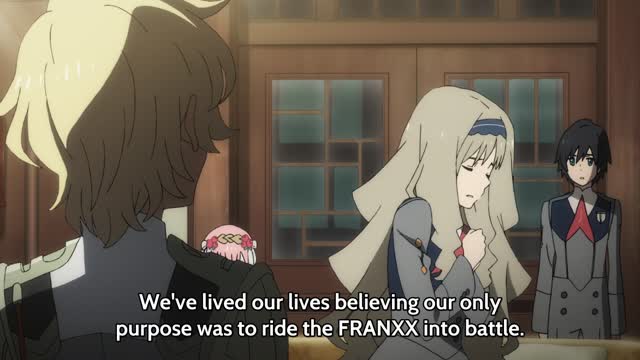 We've lived our lives believing our only
purpose was to ride the FRANXX into battle.